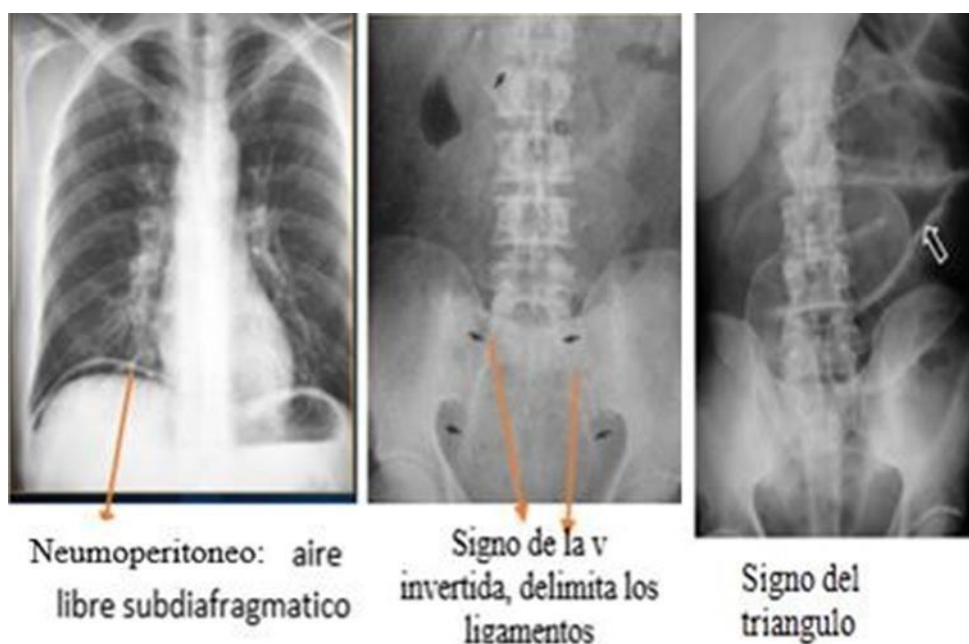 Neumoperitoneo: aire
libre subdiafragmatico
Signo de la v
invertida, delimita los
ligamentos
Signo del
triangulo